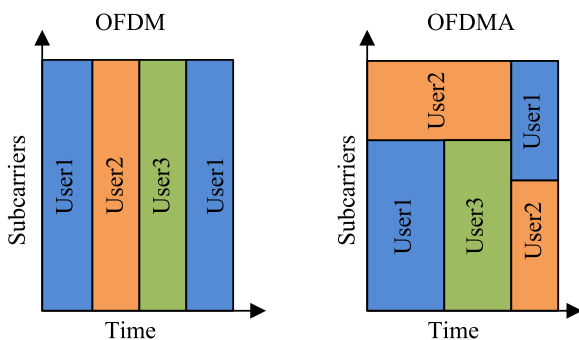 OFDM
Subcarriers
User1
User2
User3
User1
Time
OFDMA
Subcarriers
User2
User1
User1
User3
User2
Time